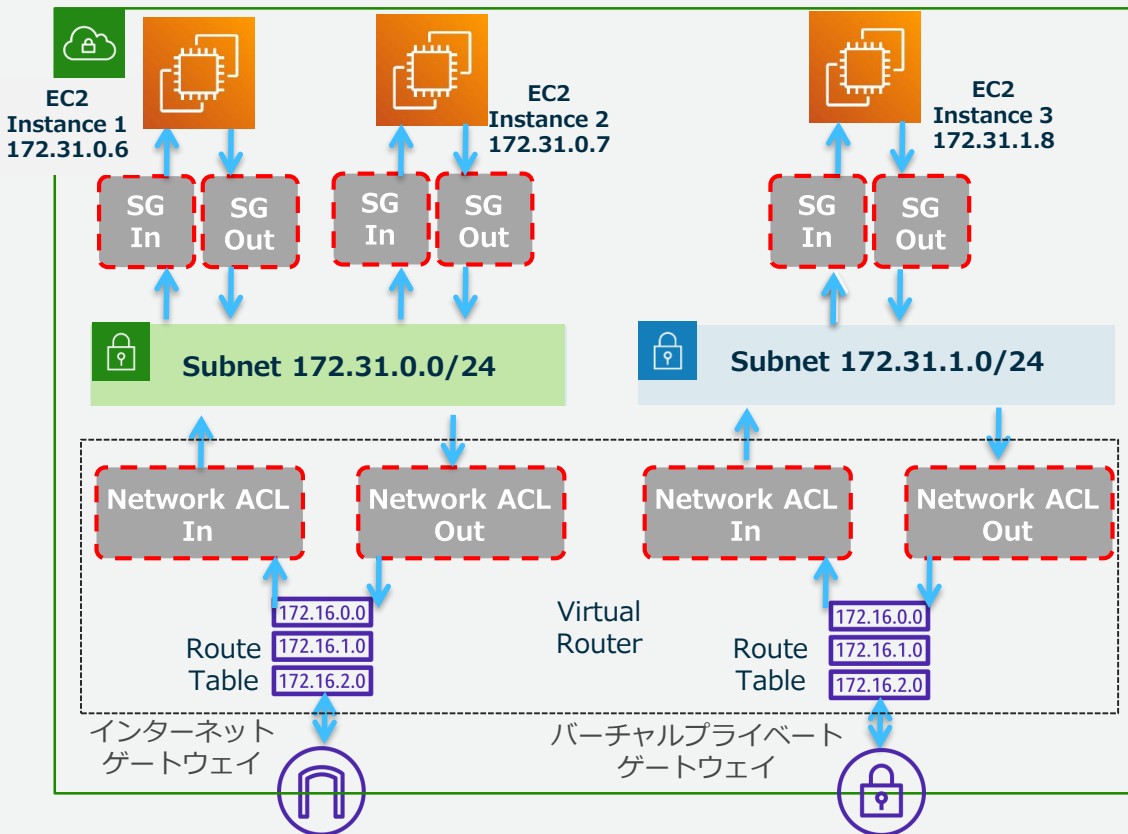 EC2
Instance 1
172.31.0.6
EC2
Instance 2
172.31.0.7
EC2
Instance 3
172.31.1.8
SG
In
SG
Out
SG
In
SG
Out
SG
In
SG
Out
Subnet 172.31.0.0/24
Subnet 172.31.1.0/24
Network ACL
In
Network ACL
Out
Network ACL
In
Network ACL
Out
Route
Table
172.16.0.0
172.16.1.0
172.16.2.0
Virtual
Router
Route
Table
172.16.0.0
172.16.1.0
172.16.2.0
インターネット
ゲートウェイ
バーチャルプライベート
ゲートウェイ